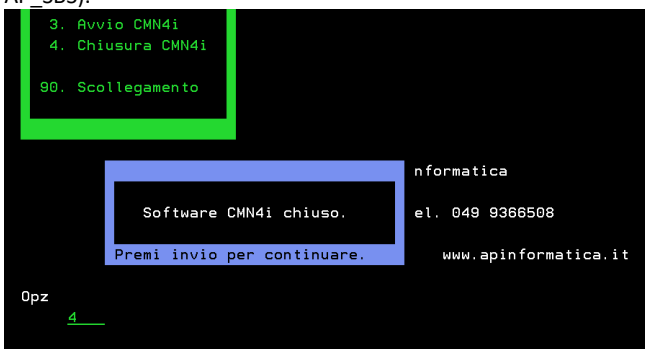 3. Avvio CMN4i
4. Chiusura CMN4i
90. Scollegamento
nformatica
Software CMN4i chiuso.
el. 049 9366508
Premi invio per continuare.
www.apinformatica.it
Opz
4